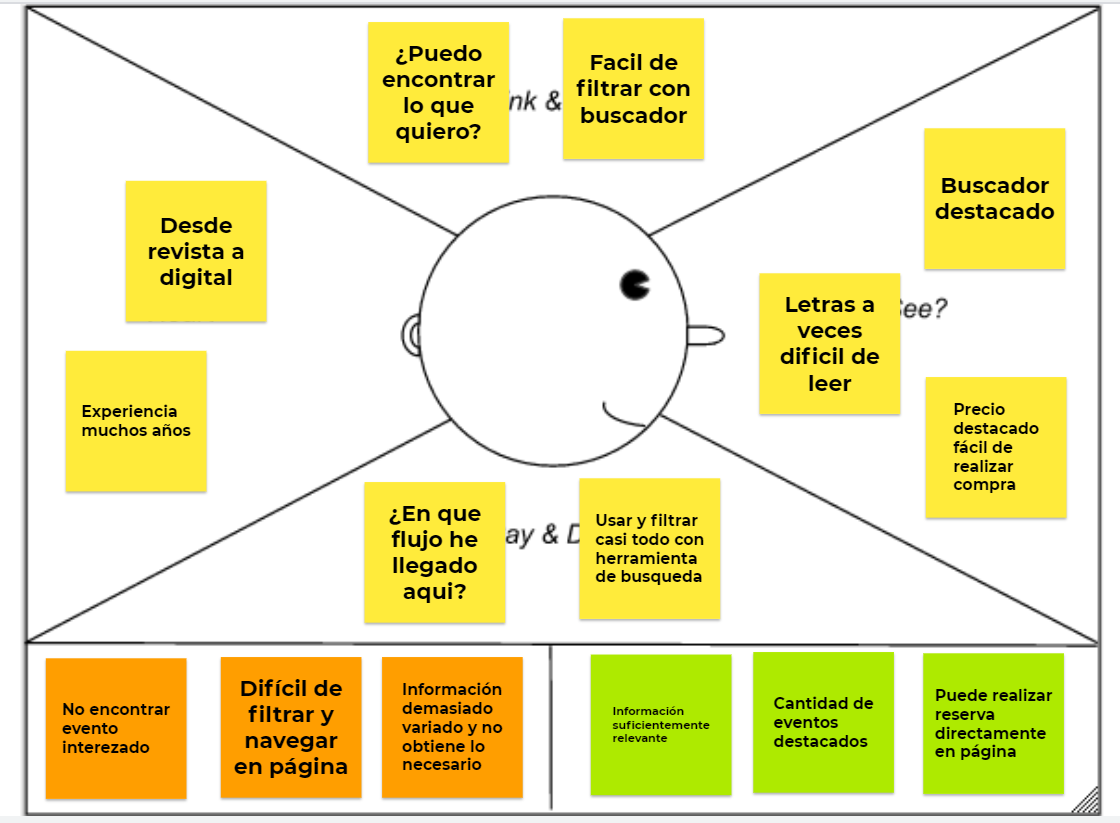 ¿Puedo
encontrar
lo que
quiero?
ink &
Facil de
filtrar con
buscador
Buscador
destacado
Desde
revista a
digital
Letras a
veces
dificil de
leer
See?
Experiencia
muchos años
Precio
destacado
fácil de
realizar
compra
¿En que
flujo he
llegado
aqui?
ay & D
Usar y filtrar
casi todo con
herramienta
de busqueda
No encontrar
evento
interezado
Difícil de
filtrar y
navegar
en página
Información
demasiado
variado y no
obtiene lo
necesario
Información
suficientemente
relevante
Cantidad de
eventos
destacados
Puede realizar
reserva
directamente
en página